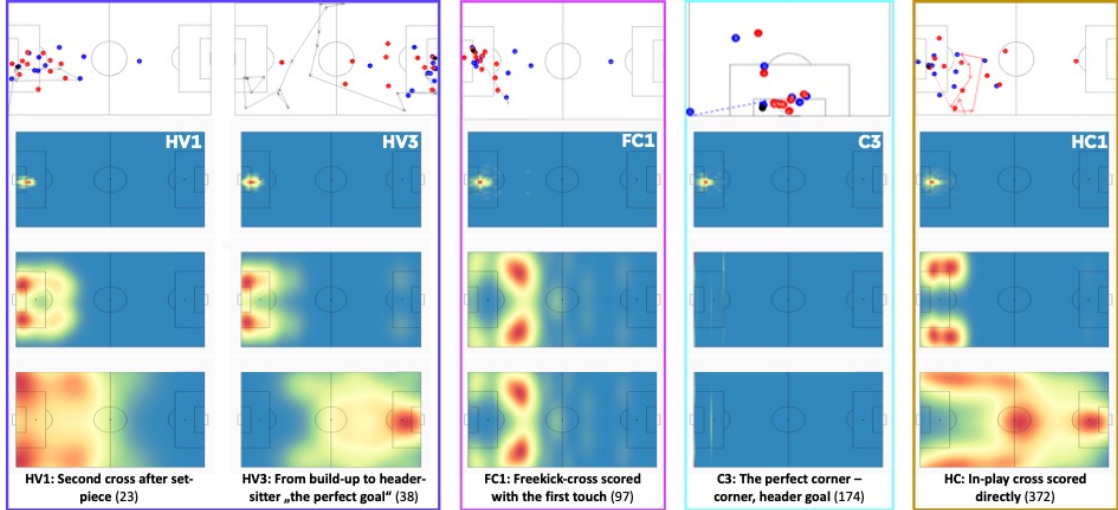 HV1
HV3
FC1
C3
HC1
HV1: Second cross after set-
piece (23)
HV3: From build-up to header-
sitter „the perfect goal“ (38)
FC1: Freekick-cross scored
with the first touch (97)
C3: The perfect corner –
corner, header goal (174)
HC: In-play cross scored
directly (372)